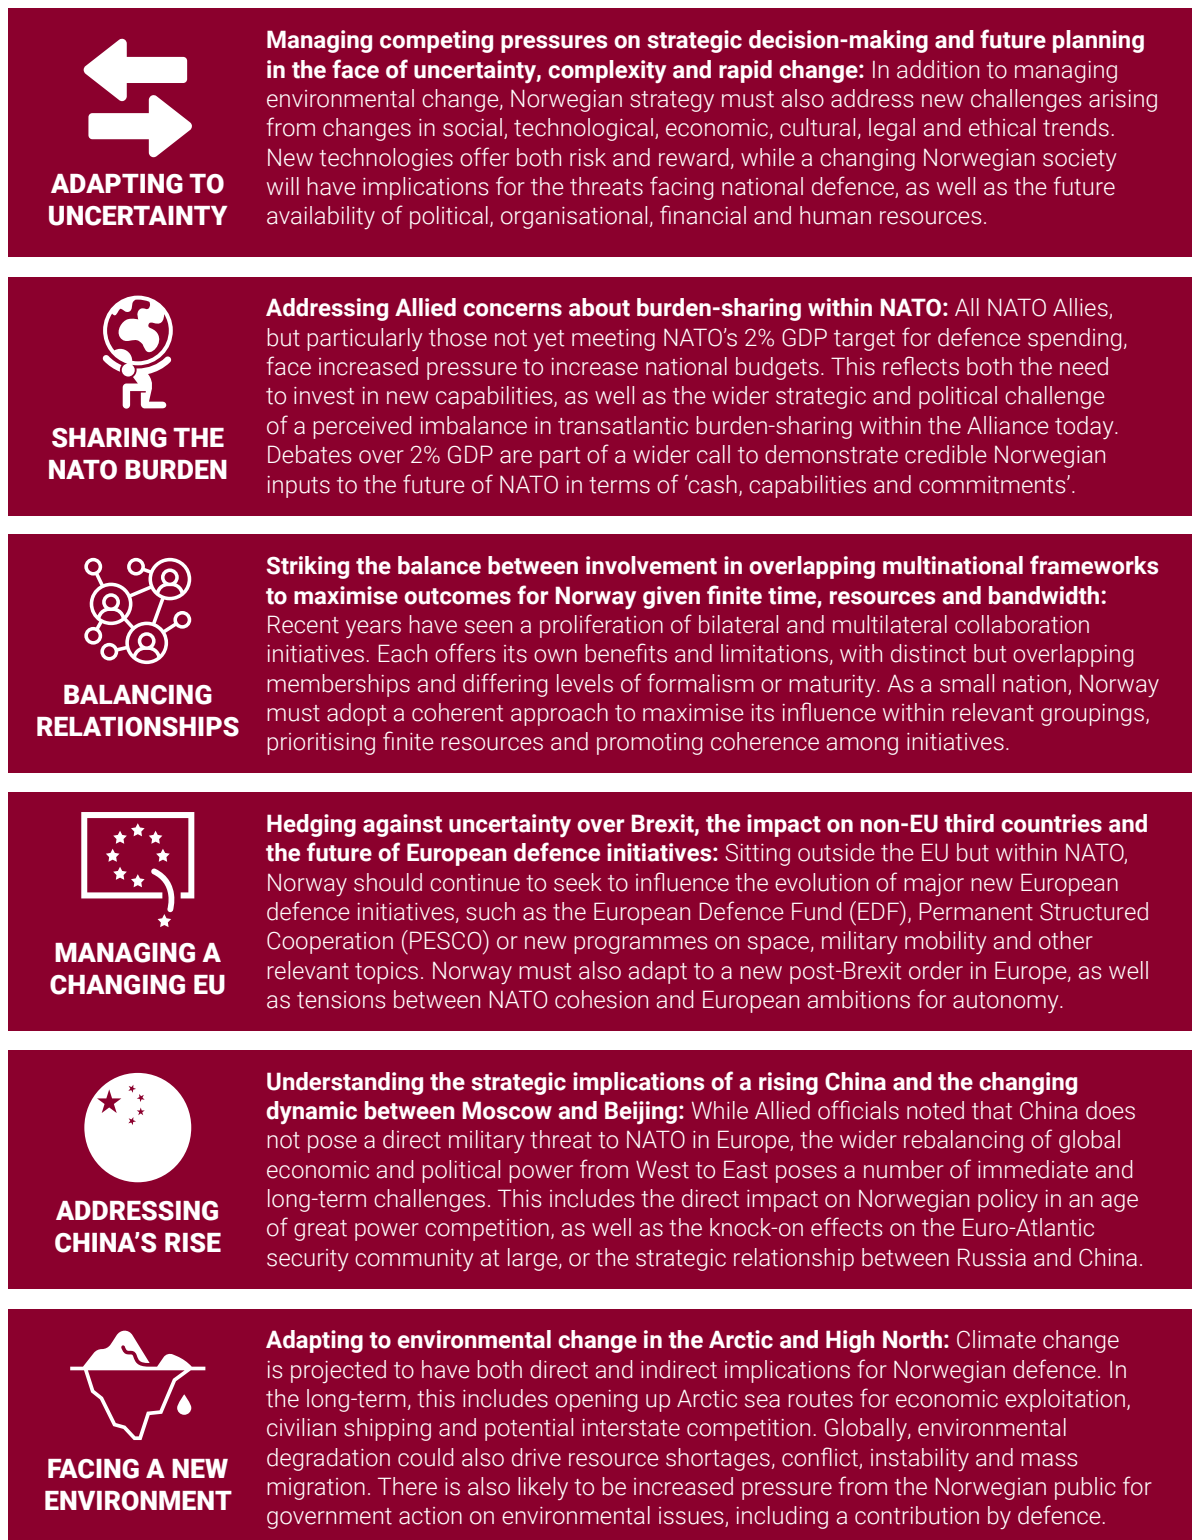 ADAPTING TO
UNCERTAINTY
Managing competing pressures on strategic decision-making and future planning
in the face of uncertainty, complexity and rapid change: In addition to managing
environmental change, Norwegian strategy must also address new challenges arising
from changes in social, technological, economic, cultural, legal and ethical trends.
New technologies offer both risk and reward, while a changing Norwegian society
will have implications for the threats facing national defence, as well as the future
availability of political, organisational, financial and human resources.
SHARING THE
NATO BURDEN
Addressing Allied concerns about burden-sharing within NATO: All NATO Allies,
but particularly those not yet meeting NATO's 2% GDP target for defence spending,
face increased pressure to increase national budgets. This reflects both the need
to invest in new capabilities, as well as the wider strategic and political challenge
of a perceived imbalance in transatlantic burden-sharing within the Alliance today.
Debates over 2% GDP are part of a wider call to demonstrate credible Norwegian
inputs to the future of NATO in terms of 'cash, capabilities and commitments'.
BALANCING
RELATIONSHIPS
Striking the balance between involvement in overlapping multinational frameworks
to maximise outcomes for Norway given finite time, resources and bandwidth:
Recent years have seen a proliferation of bilateral and multilateral collaboration
initiatives. Each offers its own benefits and limitations, with distinct but overlapping
memberships and differing levels of formalism or maturity. As a small nation, Norway
must adopt a coherent approach to maximise its influence within relevant groupings,
prioritising finite resources and promoting coherence among initiatives.
MANAGING A
CHANGING EU
Hedging against uncertainty over Brexit, the impact on non-EU third countries and
the future of European defence initiatives: Sitting outside the EU but within NATO,
Norway should continue to seek to influence the evolution of major new European
defence initiatives, such as the European Defence Fund (EDF), Permanent Structured
Cooperation (PESCO) or new programmes on space, military mobility and other
relevant topics. Norway must also adapt to a new post-Brexit order in Europe, as well
as tensions between NATO cohesion and European ambitions for autonomy.
ADDRESSING
CHINA'S RISE
Understanding the strategic implications of a rising China and the changing
dynamic between Moscow and Beijing: While Allied officials noted that China does
not pose a direct military threat to NATO in Europe, the wider rebalancing of global
economic and political power from West to East poses a number of immediate and
long-term challenges. This includes the direct impact on Norwegian policy in an age
of great power competition, as well as the knock-on effects on the Euro-Atlantic
security community at large, or the strategic relationship between Russia and China.
FACING A NEW
ENVIRONMENT
Adapting to environmental change in the Arctic and High North: Climate change
is projected to have both direct and indirect implications for Norwegian defence. In
the long-term, this includes opening up Arctic sea routes for economic exploitation,
civilian shipping and potential interstate competition. Globally, environmental
degradation could also drive resource shortages, conflict, instability and mass
migration. There is also likely to be increased pressure from the Norwegian public for
government action on environmental issues, including a contribution by defence.